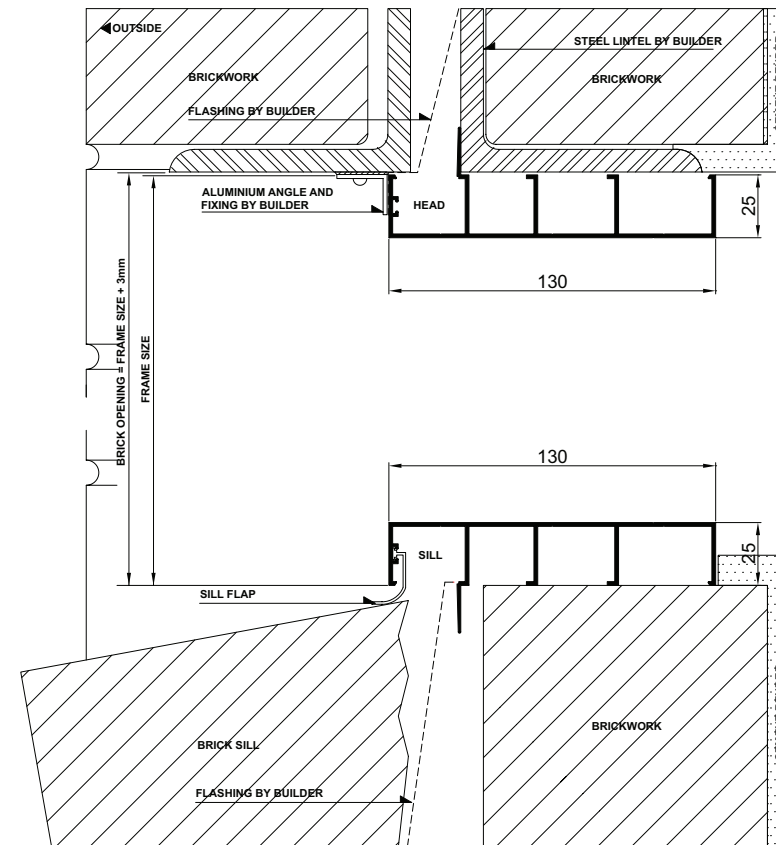 OUTSIDE
STEEL LINTEL BY BUILDER
BRICKWORK
BRICKWORK
FLASHING BY BUILDER
ALUMINIUM ANGLE AND
FIXING BY BUILDER
HEAD
25
130
BRICK OPENING = FRAME SIZE + 3mm
FRAME SIZE
130
SILL
25
SILL FLAP
BRICKWORK
BRICK SILL
FLASHING BY BUILDER